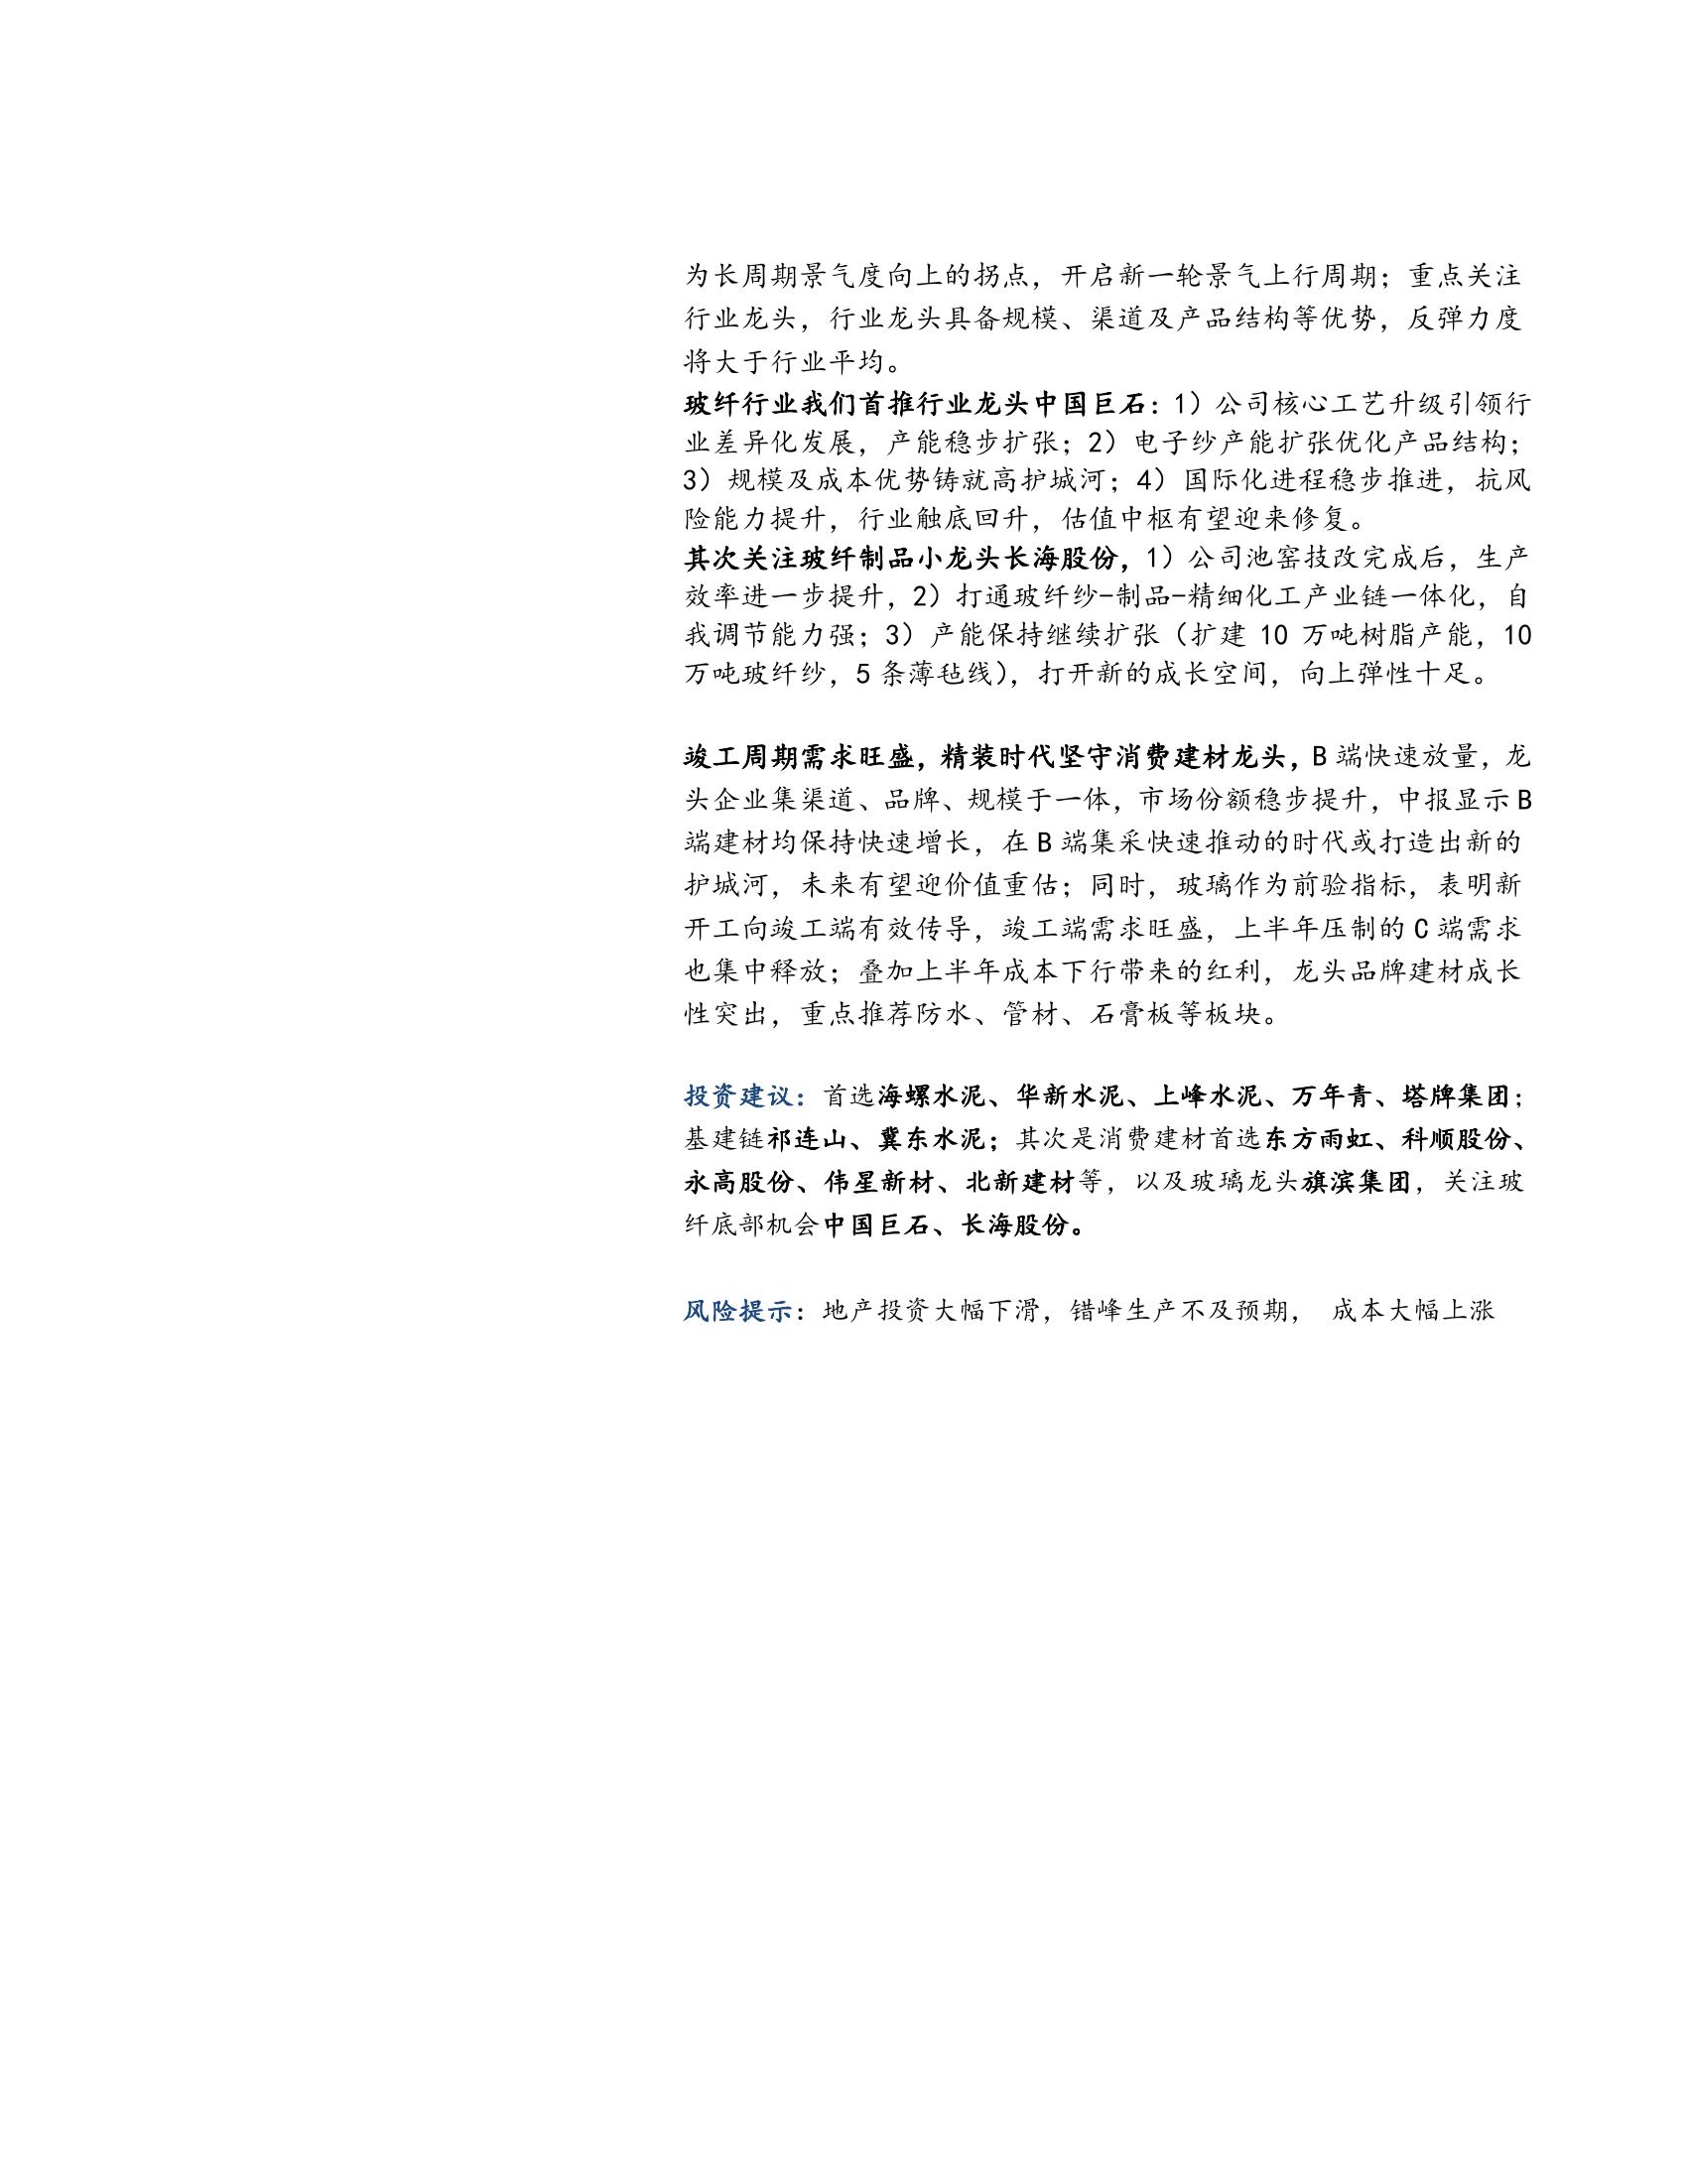 为长周期景气度向上的拐点，开启新一轮景气上行周期；重点关注
行业龙头，行业龙头具备规模、渠道及产品结构等优势，反弹力度
将大于行业平均。
玻纤行业我们首推行业龙头中国巨石：1）公司核心工艺升级引领行
业差异化发展，产能稳步扩张；2）电子纱产能扩张优化产品结构；
3）规模及成本优势铸就高护城河；4）国际化进程稳步推进，抗风
险能力提升，行业触底回升，估值中枢有望迎来修复。
其次关注玻纤制品小龙头长海股份，1）公司池窑技改完成后，生产
效率进一步提升，2）打通玻纤纱-制品-精细化工产业链一体化，自
我调节能力强；3）产能保持继续扩张（扩建 10 万吨树脂产能，10
万吨玻纤纱，5 条薄毡线），打开新的成长空间，向上弹性十足。
竣工周期需求旺盛，精装时代坚守消费建材龙头，B 端快速放量，龙
头企业集渠道、品牌、规模于一体，市场份额稳步提升，中报显示 B
端建材均保持快速增长，在 B 端集采快速推动的时代或打造出新的
护城河，未来有望迎价值重估；同时，玻璃作为前验指标，表明新
开工向竣工端有效传导，竣工端需求旺盛，上半年压制的 C 端需求
也集中释放；叠加上半年成本下行带来的红利，龙头品牌建材成长
性突出，重点推荐防水、管材、石膏板等板块。
投资建议：首选海螺水泥、华新水泥、上峰水泥、万年青、塔牌集团；
基建链祁连山、冀东水泥；其次是消费建材首选东方雨虹、科顺股份、
永高股份、伟星新材、北新建材等，以及玻璃龙头旗滨集团，关注玻
纤底部机会中国巨石、长海股份。
风险提示：地产投资大幅下滑，错峰生产不及预期， 成本大幅上涨